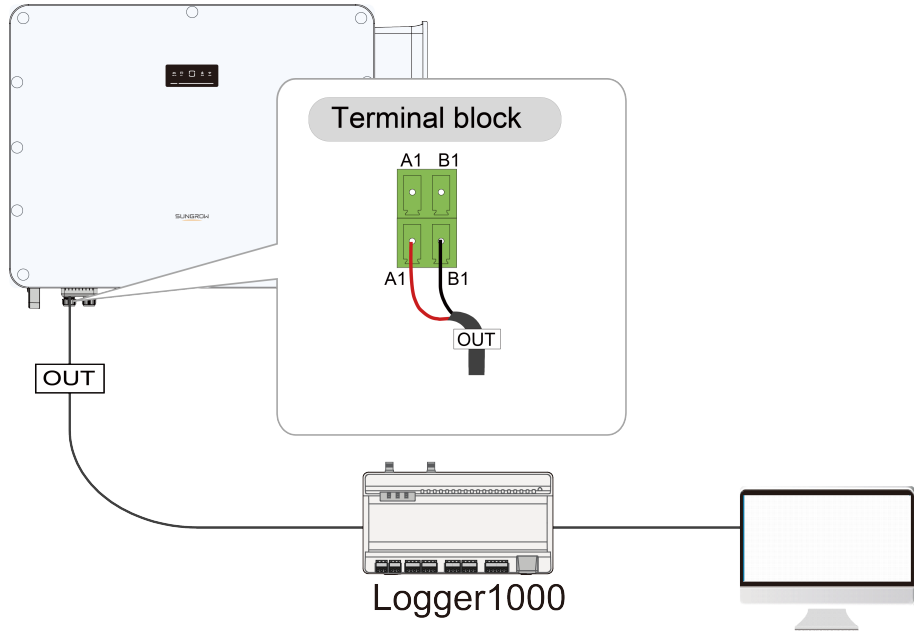 Terminal block
A1 B1
A1 B1
OUT
SUNGROW
OUT
Logger1000